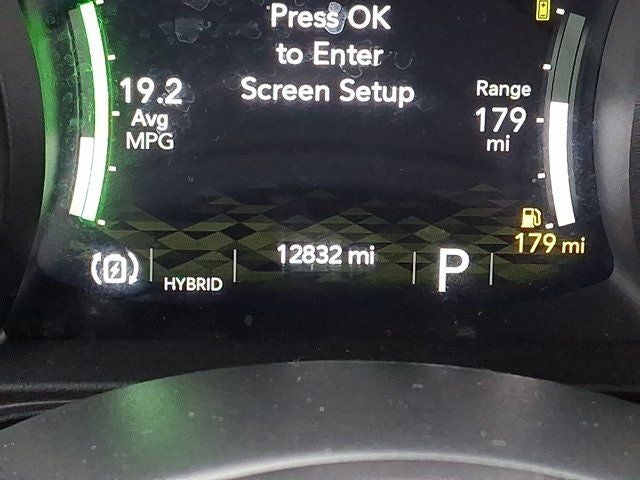 Press OK
to Enter
Screen Setup
19.2
Avg
MPG
Range
179
mi
179 mi
HYBRID
12832 mi
P